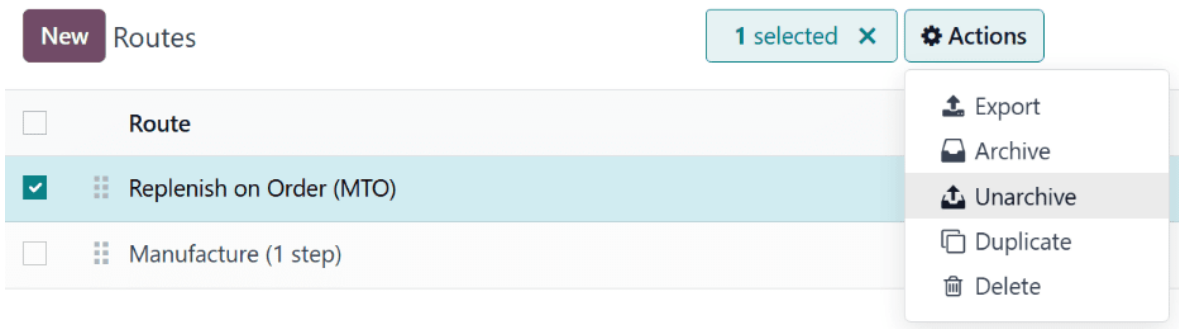 New Routes 1 selected × Actions
Export
Route
Archive
Replenish on Order (MTO)
Unarchive
Duplicate
Manufacture (1 step)
Delete